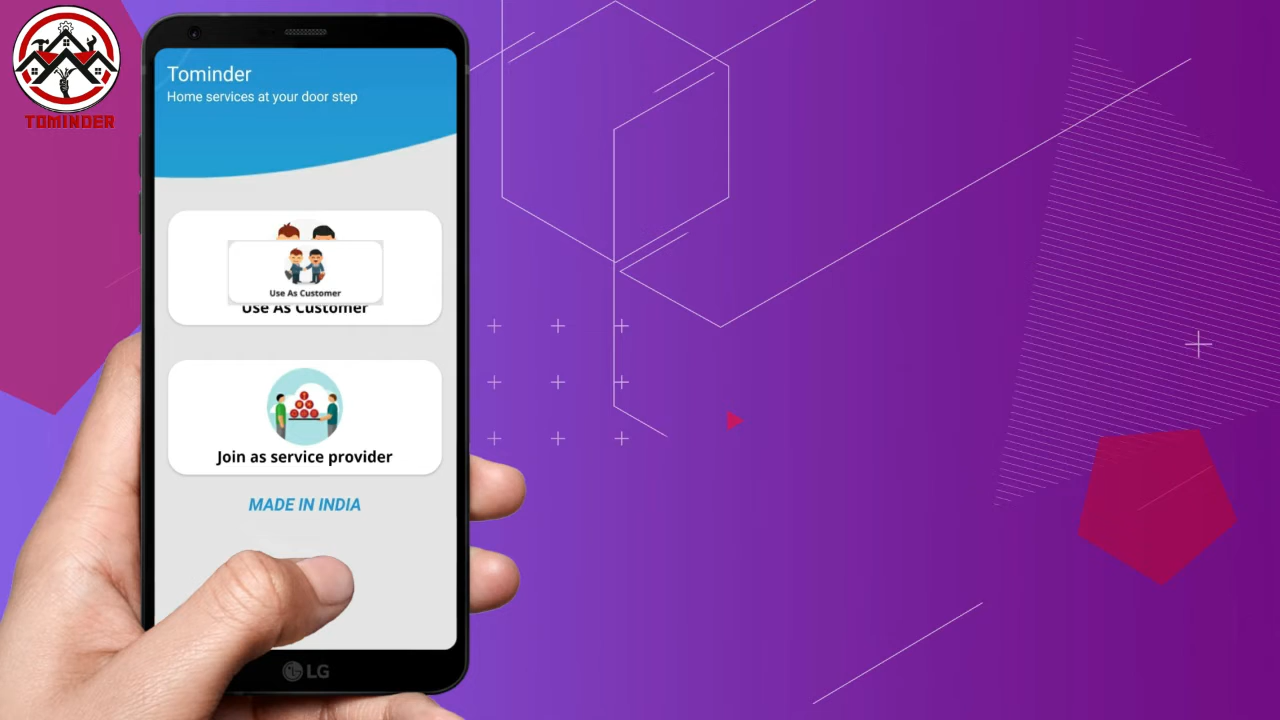 TOMINDER
Tominder
Home services at your door step
Use As Customer
Use As Customer
Join as service provider
MADE IN INDIA
LG